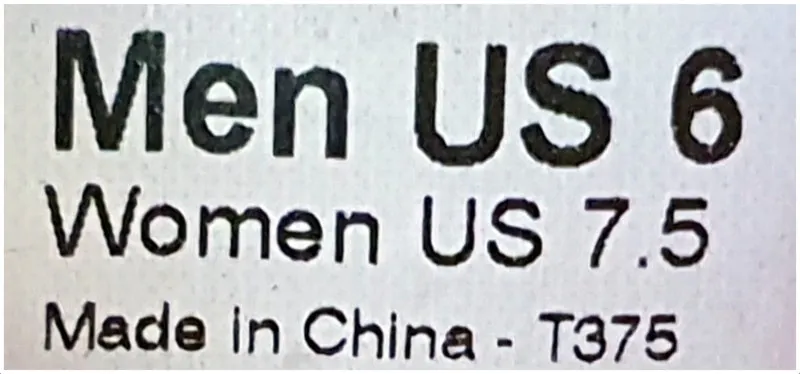 Men US 6
Women US 7.5
Made in China - T375